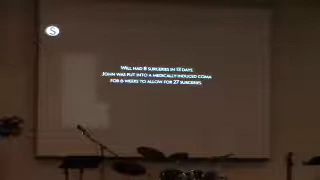 S
Will had 8 surgeries in 13 days.
John was put into a medically induced coma
for 6 weeks to allow for 27 surgeries.